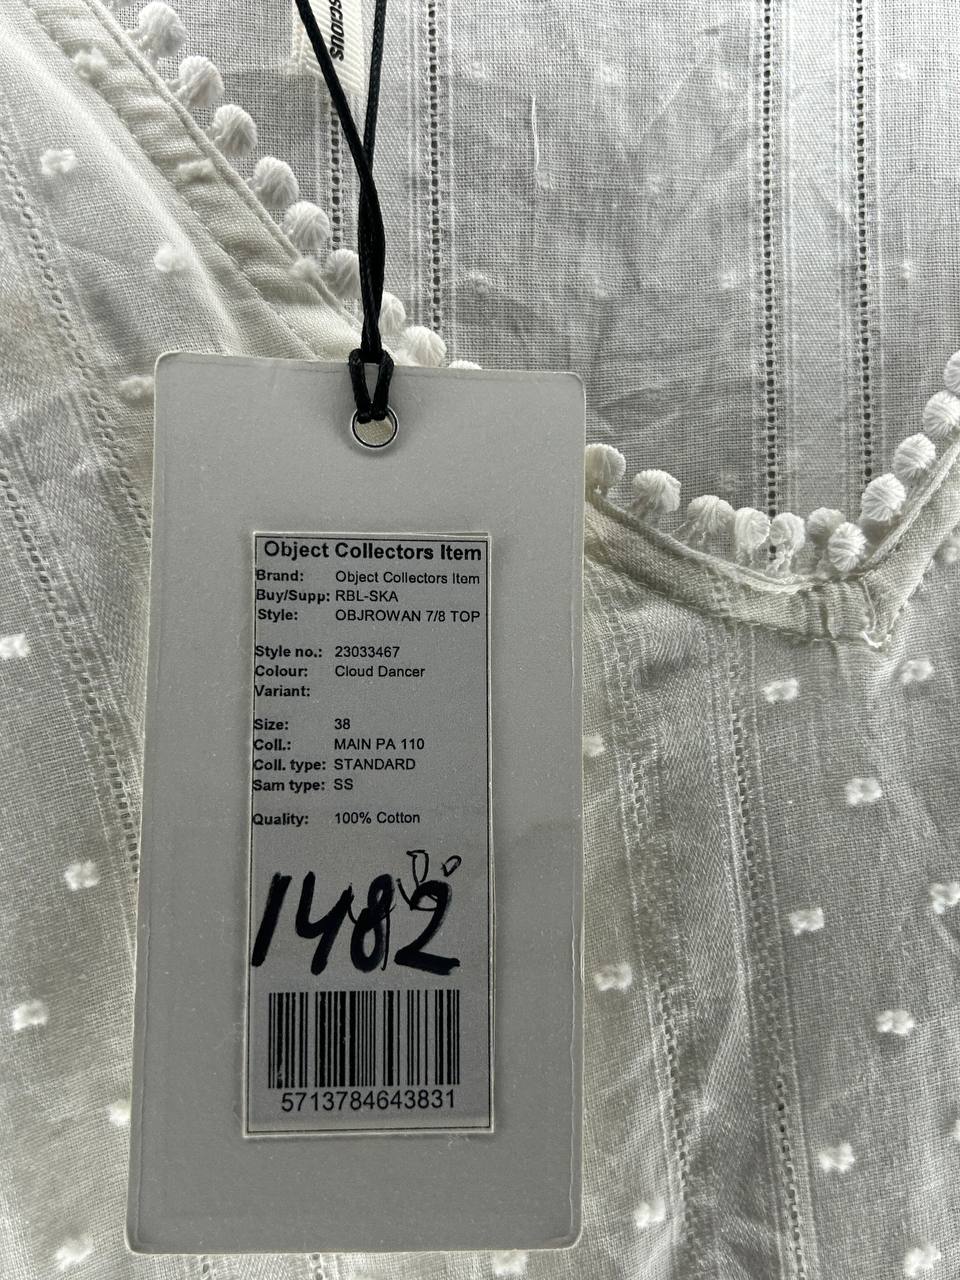 scious
Object Collectors Item
Brand: Object Collectors Item
Buy/Supp: RBL-SKA
Style: OBJROWAN 7/8 TOP
Style no.: 23033467
Colour: Cloud Dancer
Variant:
Size: 38
Coll.: MAIN PA 110
Coll. type: STANDARD
Sam type: SS
Quality: 100% Cotton
1482
5713784643831